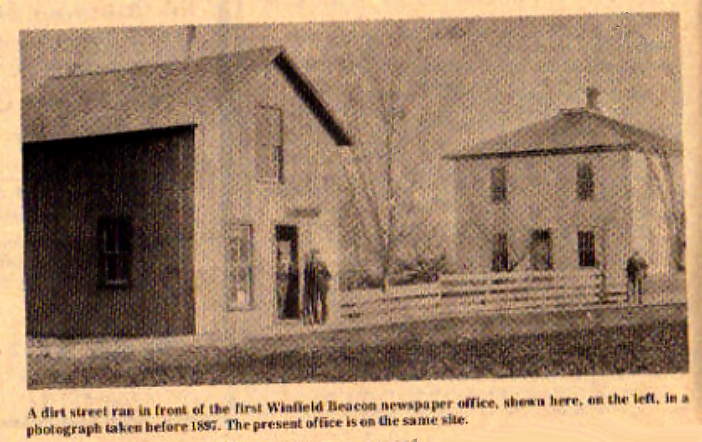 A dirt street ran in front of the first Winfield Beacon newspaper office, shown here, on the left, in a
photograph taken before 1897. The present office is on the same site.